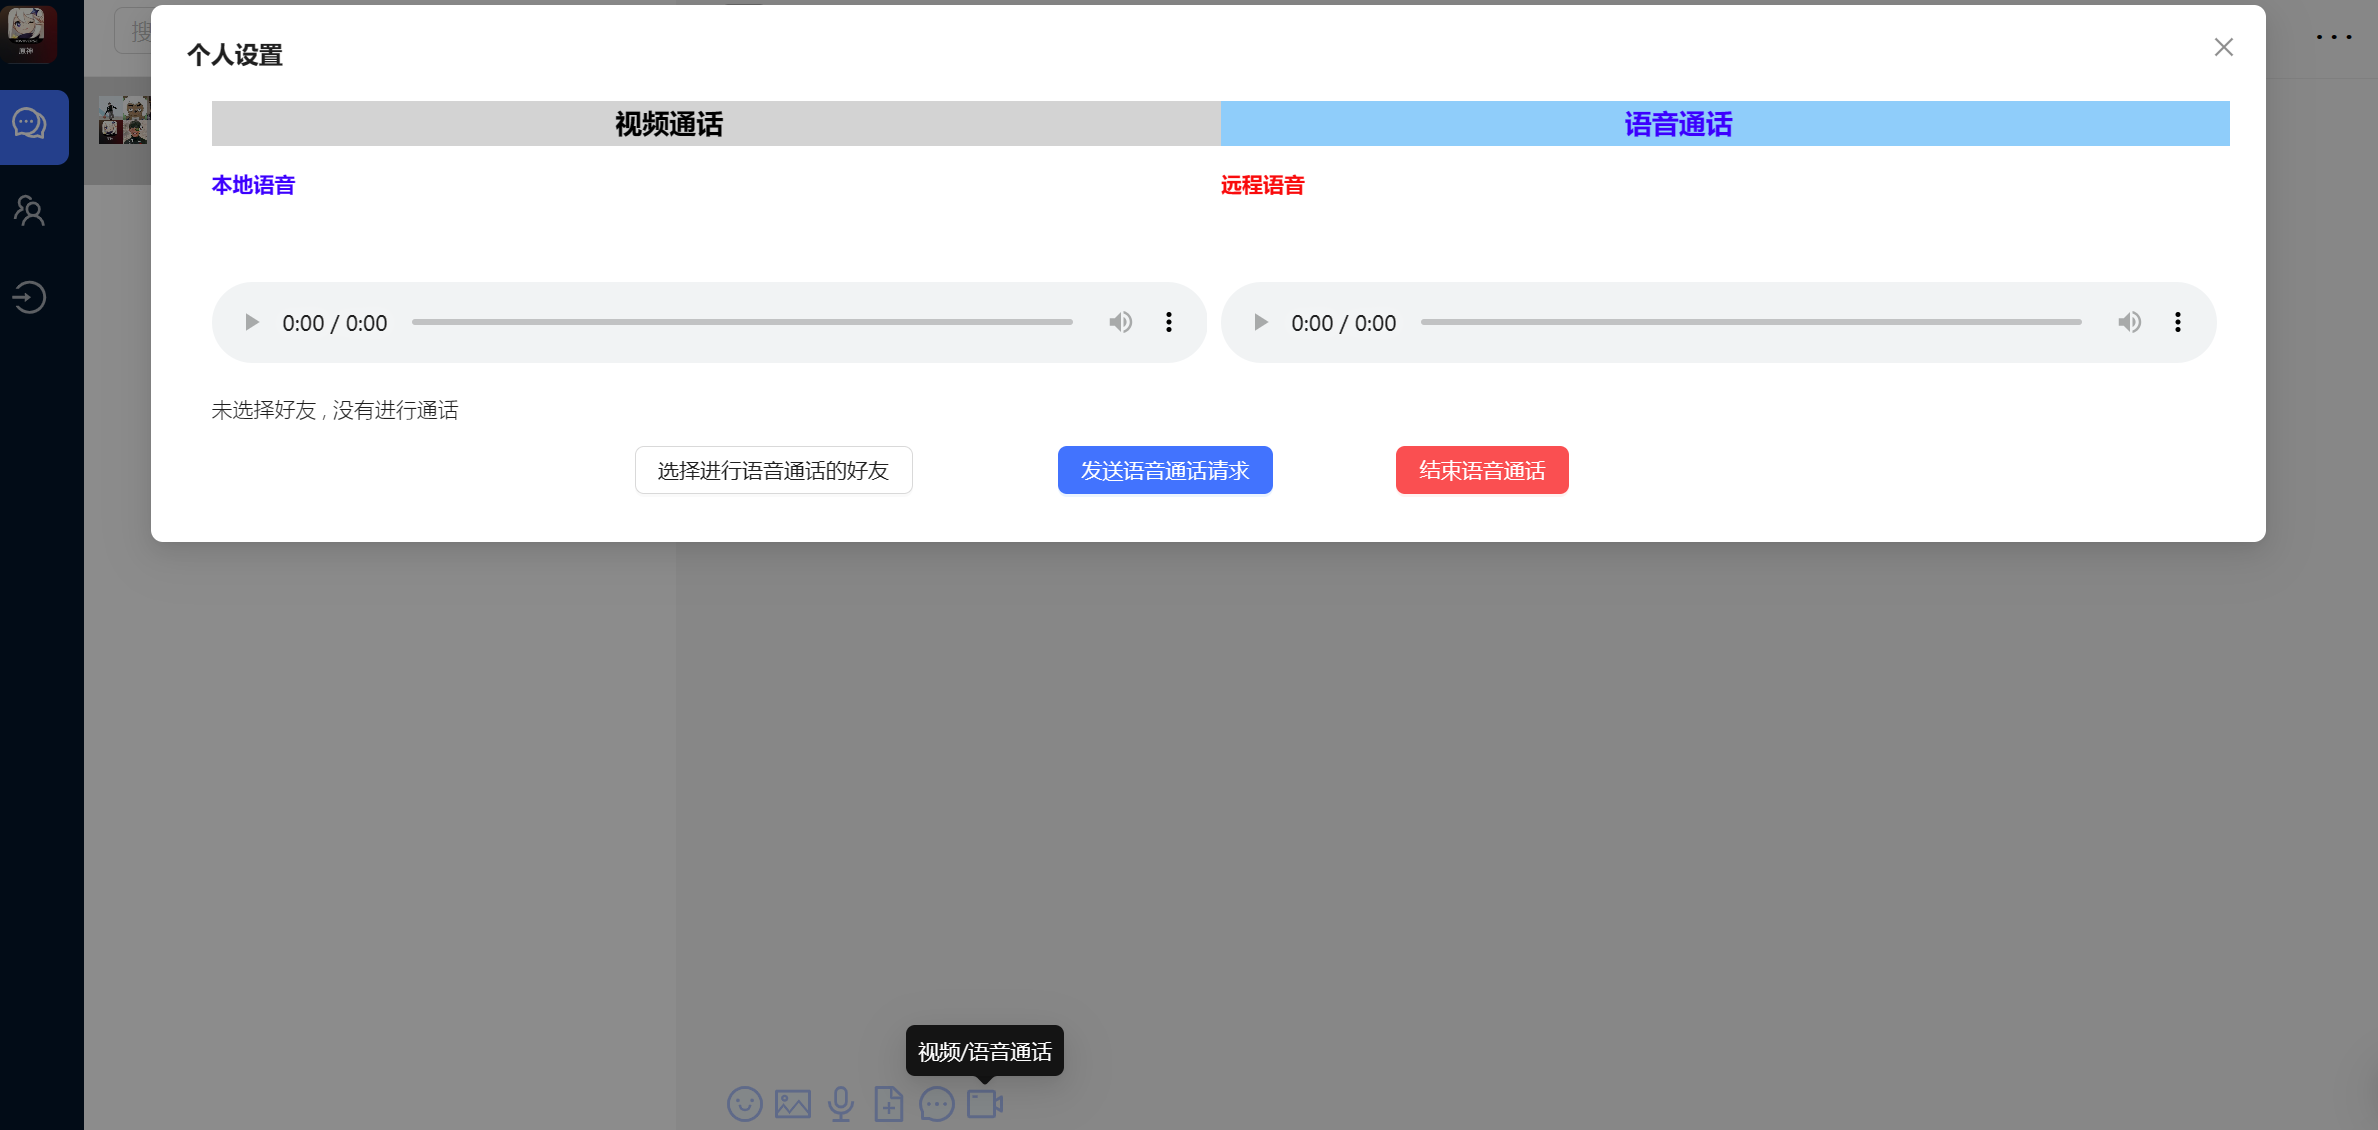 原神
搜
个人设置
视频通话
语音通话
本地语音
远程语音
0:00 / 0:00
0:00 / 0:00
未选择好友，没有进行通话
选择进行语音通话的好友
发送语音通话请求
结束语音通话
视频/语音通话